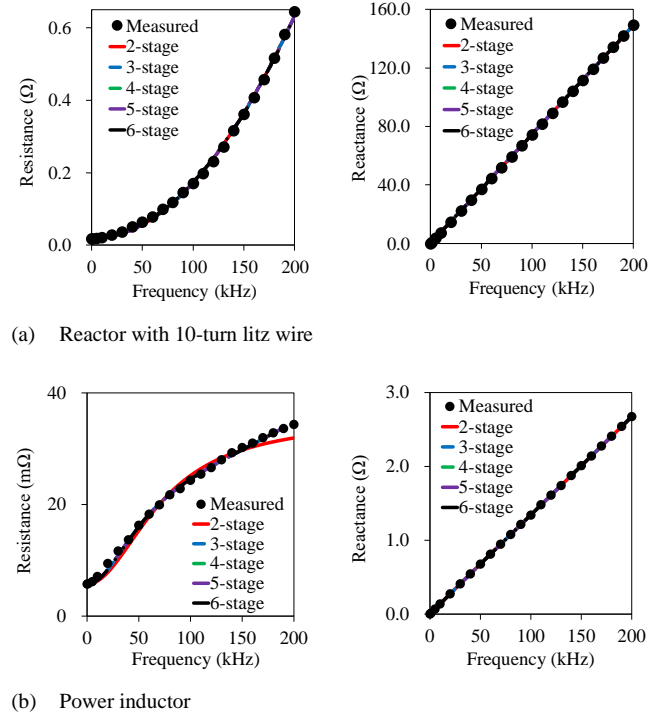 0.6
0.4
0.2
0.0
Resistance (Ω)
Measured
2-stage
3-stage
4-stage
5-stage
6-stage
0 50 100 150 200
Frequency (kHz)
160.0
120.0
80.0
40.0
0.0
Reactance (Ω)
Measured
2-stage
3-stage
4-stage
5-stage
6-stage
0 50 100 150 200
Frequency (kHz)
(a) Reactor with 10-turn litz wire
40
20
0
Resistance (mΩ)
Measured
2-stage
3-stage
4-stage
5-stage
6-stage
0 50 100 150 200
Frequency (kHz)
3.0
2.0
1.0
0.0
Reactance (Ω)
Measured
2-stage
3-stage
4-stage
5-stage
6-stage
0 50 100 150 200
Frequency (kHz)
(b) Power inductor